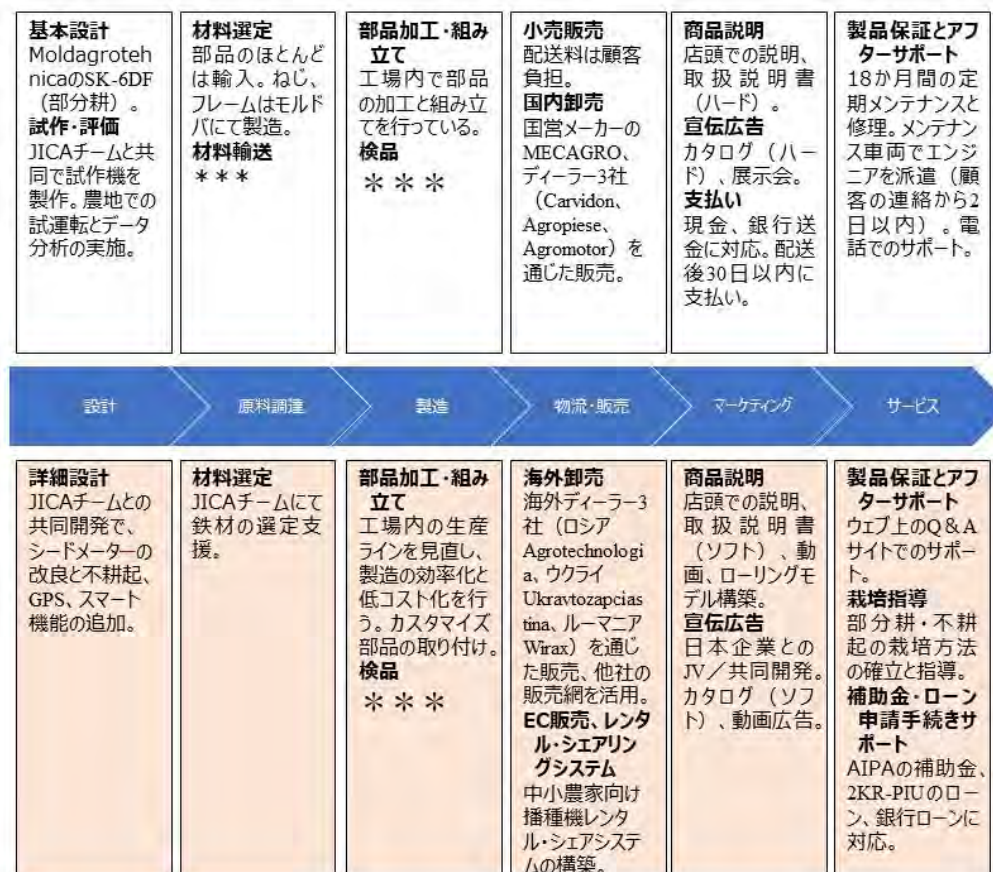 基本設計
Moldagroteh
nicaのSK-6DF
（部分耕）。
試作・評価
JICAチームと共
同で試作機を
製作。農地での
試運転とデータ
分析の実施。
材料選定
部品のほとんど
は輸入。ねじ、
フレームはモルド
バにて製造。
材料輸送
＊＊＊
部品加工・組み
立て
工場内で部品
の加工と組み立
てを行っている。
検品
＊＊＊
小売販売
配送料は顧客
負担。
国内卸売
国営メーカーの
MECAGRO、
ディーラー3社
（Carvidon、
Agropiese、
Agromotor）を
通じた販売。
商品説明
店頭での説明、
取扱説明書
（ハード）。
宣伝広告
カタログ（ハー
ド）、展示会。
支払い
現金、銀行送
金に対応。配送
後30日以内に
支払い。
製品保証とアフ
ターサポート
18か月間の定
期メンテナンスと
修理。メンテナン
ス車両でエンジ
ニアを派遣（顧
客の連絡から2
日以内）。電
話でのサポート。
設計
原料調達
製造
物流・販売
マーケティング
サービス
詳細設計
JICAチームとの
共同開発で、
シードメーターの
改良と不耕起、
GPS、スマート
機能の追加。
材料選定
JICAチームにて
鉄材の選定支
援。
部品加工・組み
立て
工場内の生産
ラインを見直し、
製造の効率化と
低コスト化を行
う。カスタマイズ
部品の取り付け。
検品
＊＊＊
海外卸売
海外ディーラー3
社（ロシア
Agrotechnologi
a、ウクライ
Ukravtozapcias
tina、ルーマニア
Wirax）を通じ
た販売、他社の
販売網を活用。
EC販売、レンタ
ル・シェアリン
グシステム
中小農家向け
播種機レンタ
ル・シェアシステ
ムの構築。
商品説明
店頭での説明、
取扱説明書
（ソフト）、動
画、ローリングモ
デル構築。
宣伝広告
日本企業との
JV／共同開発。
カタログ（ソフ
ト）、動画広告。
製品保証とアフ
ターサポート
ウェブ上のQ＆A
サイトでのサポー
ト。
栽培指導
部分耕・不耕
起の栽培方法
の確立と指導。
補助金・ローン
申請手続きサ
ポート
AIPAの補助金、
2KR-PIUのロー
ン、銀行ローンに
対応。